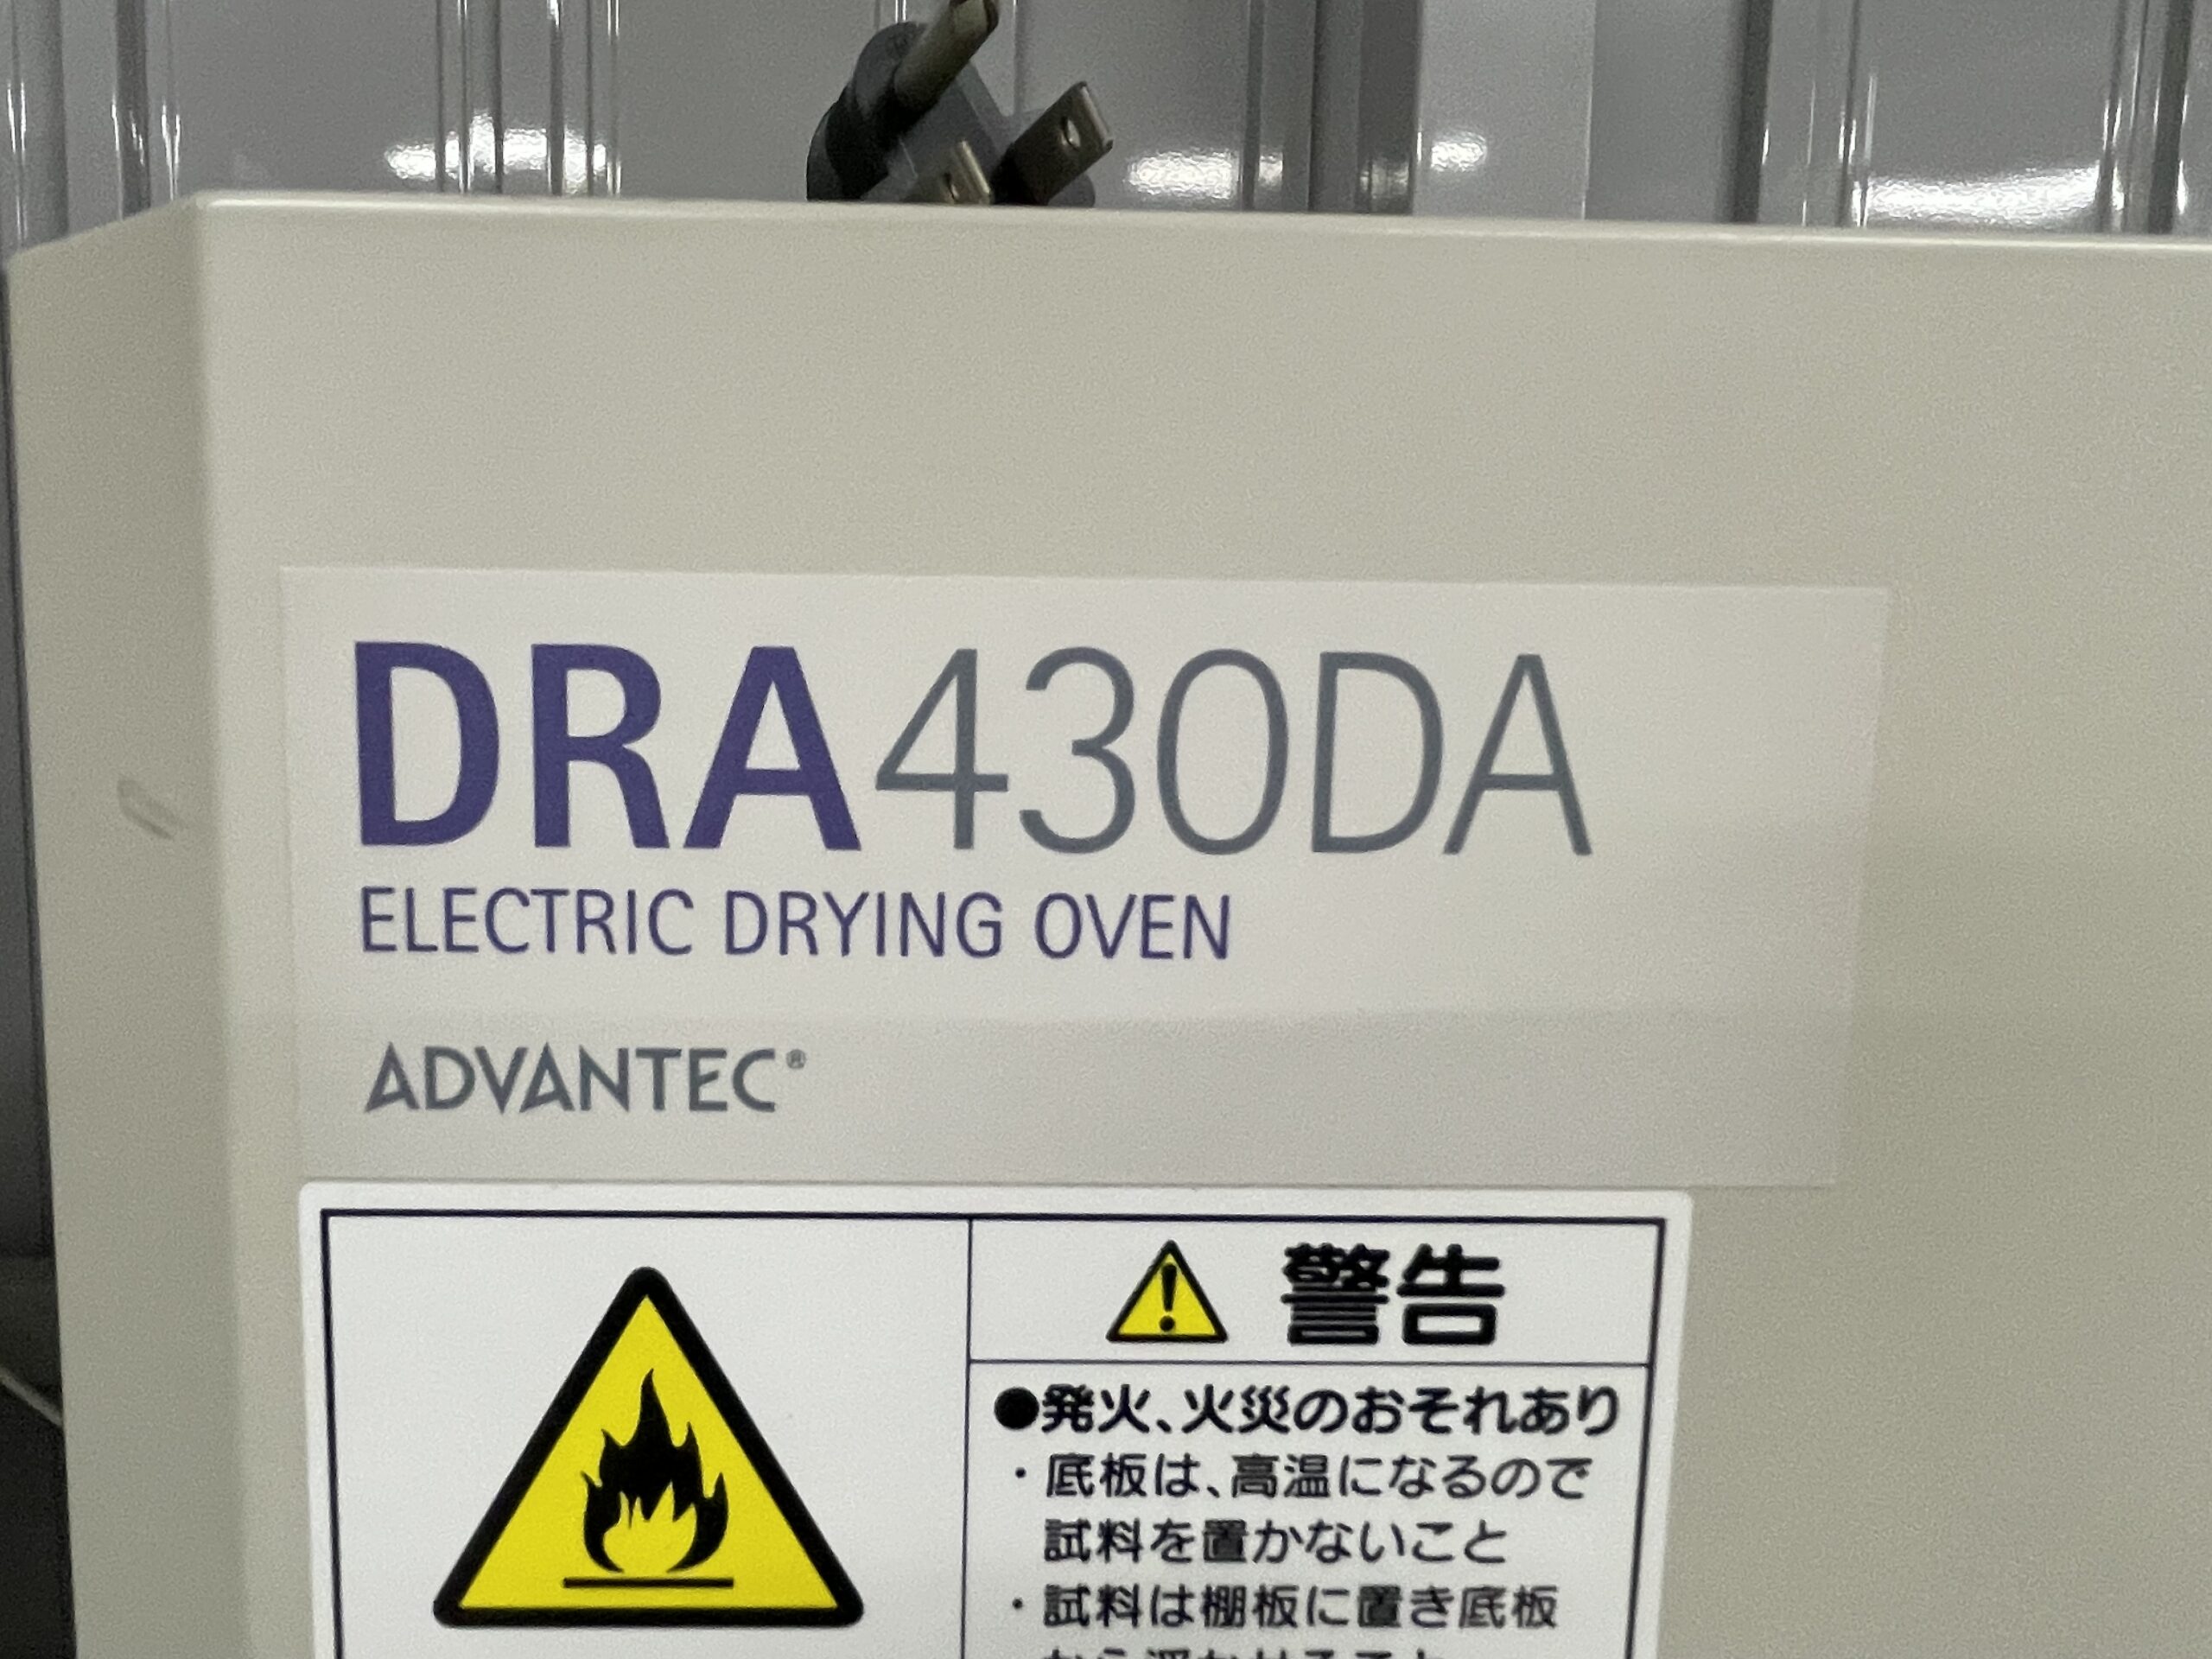 DRA430DA
ELECTRIC DRYING OVEN
ADVANTEC®
警告
●発火、火災のおそれあり
・底板は、高温になるので
試料を置かないこと
・試料は棚板に置き底板